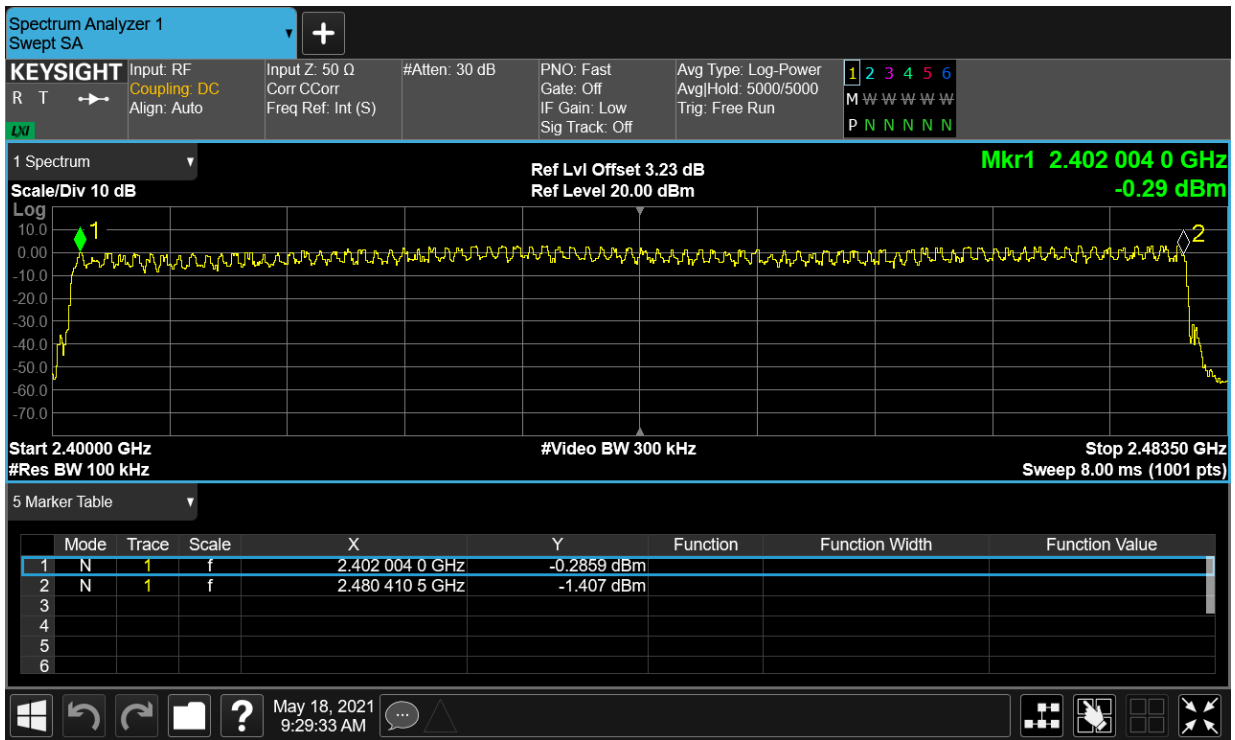 Spectrum Analyzer 1
Swept SA
+
KEYSIGHT
R T
LXI
Input: RF
Coupling: DC
Align: Auto
Input Z: 50 Ω
Corr CCorr
Freq Ref: Int (S)
#Atten: 30 dB
PNO: Fast
Gate: Off
IF Gain: Low
Sig Track: Off
Avg Type: Log-Power
Avg|Hold: 5000/5000
Trig: Free Run
1 2 3 4 5 6
M W W W W W
P N N N N N
1 Spectrum
Scale/Div 10 dB
Ref Lvl Offset 3.23 dB
Ref Level 20.00 dBm
Mkr1 2.402 004 0 GHz
-0.29 dBm
Log
10.0
0.00
-10.0
-20.0
-30.0
-40.0
-50.0
-60.0
-70.0
1
2
Start 2.40000 GHz
#Res BW 100 kHz
#Video BW 300 kHz
Stop 2.48350 GHz
Sweep 8.00 ms (1001 pts)
5 Marker Table
Mode Trace Scale X Y Function Function Width Function Value
1 N 1 f 2.402 004 0 GHz -0.2859 dBm
2 N 1 f 2.480 410 5 GHz -1.407 dBm
3
4
5
6
?
May 18, 2021
9:29:33 AM